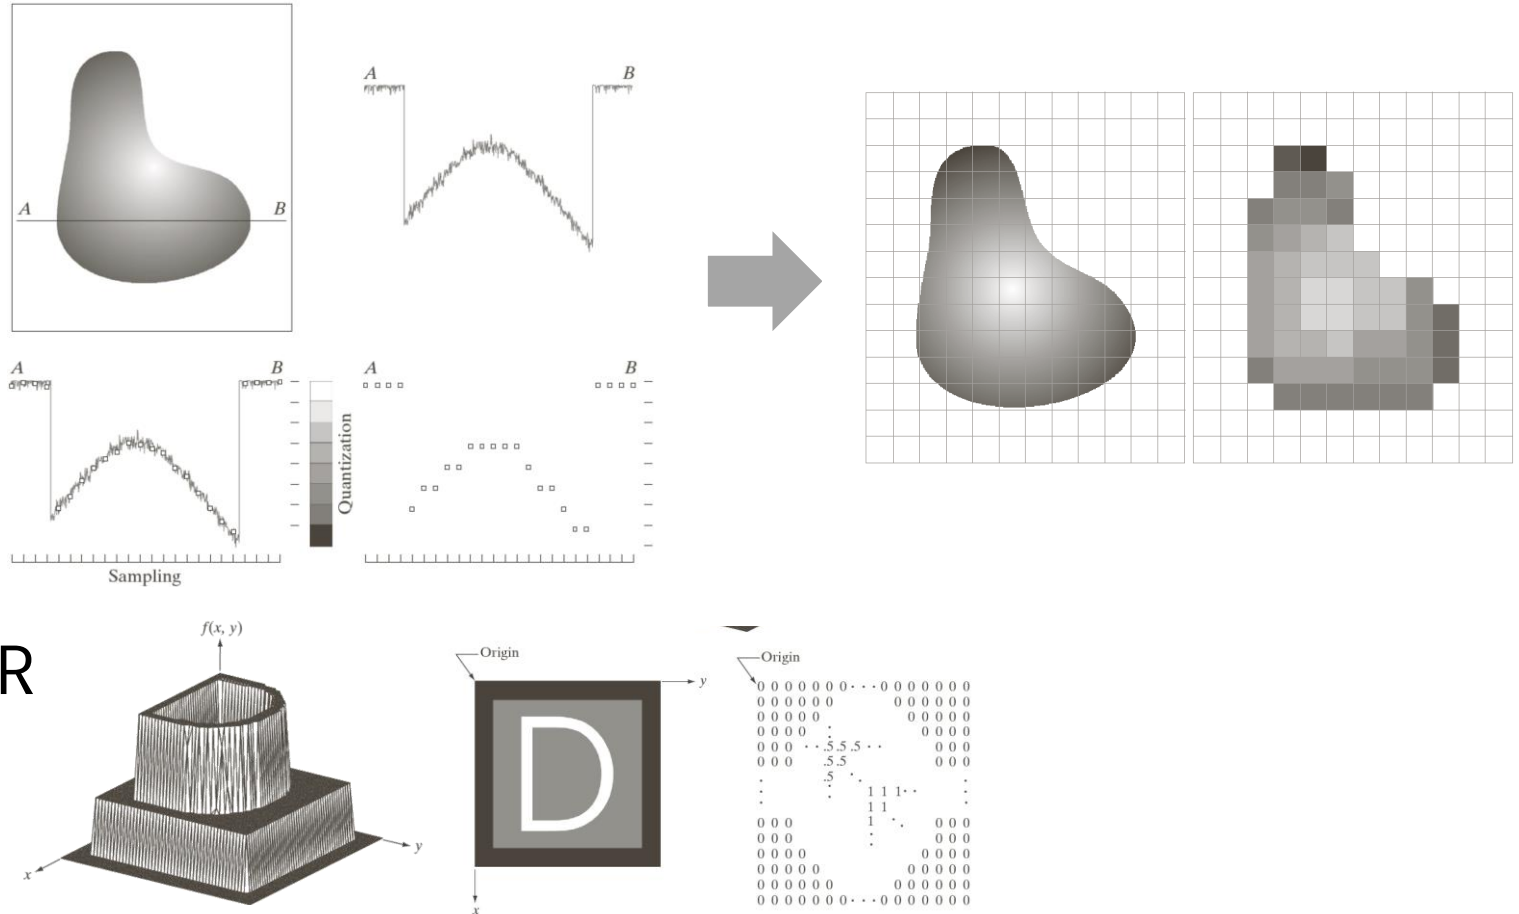 A B
A B
A B
Quantization
Sampling
A B
R
f(x, y)
y
x
Origin
y
x
Origin
0 0 0 0 0 0 0 · · · 0 0 0 0 0 0 0
0 0 0 0 0 0 0 0 0 0 0 0
0 0 0 0 0 0 0 0 0 0
0 0 0 0 0 0 0 0
0 0 0 · · .5 .5 .5 · · 0 0 0
0 0 0 .5 .5 0 0 0
.5
1 1 1 · ·
1 1
0 0 0 1 0 0 0
0 0 0 0 0 0
0 0 0 0 0 0 0 0
0 0 0 0 0 0 0 0 0 0
0 0 0 0 0 0 0 0 0 0 0 0
0 0 0 0 0 0 0 · · · 0 0 0 0 0 0 0
D